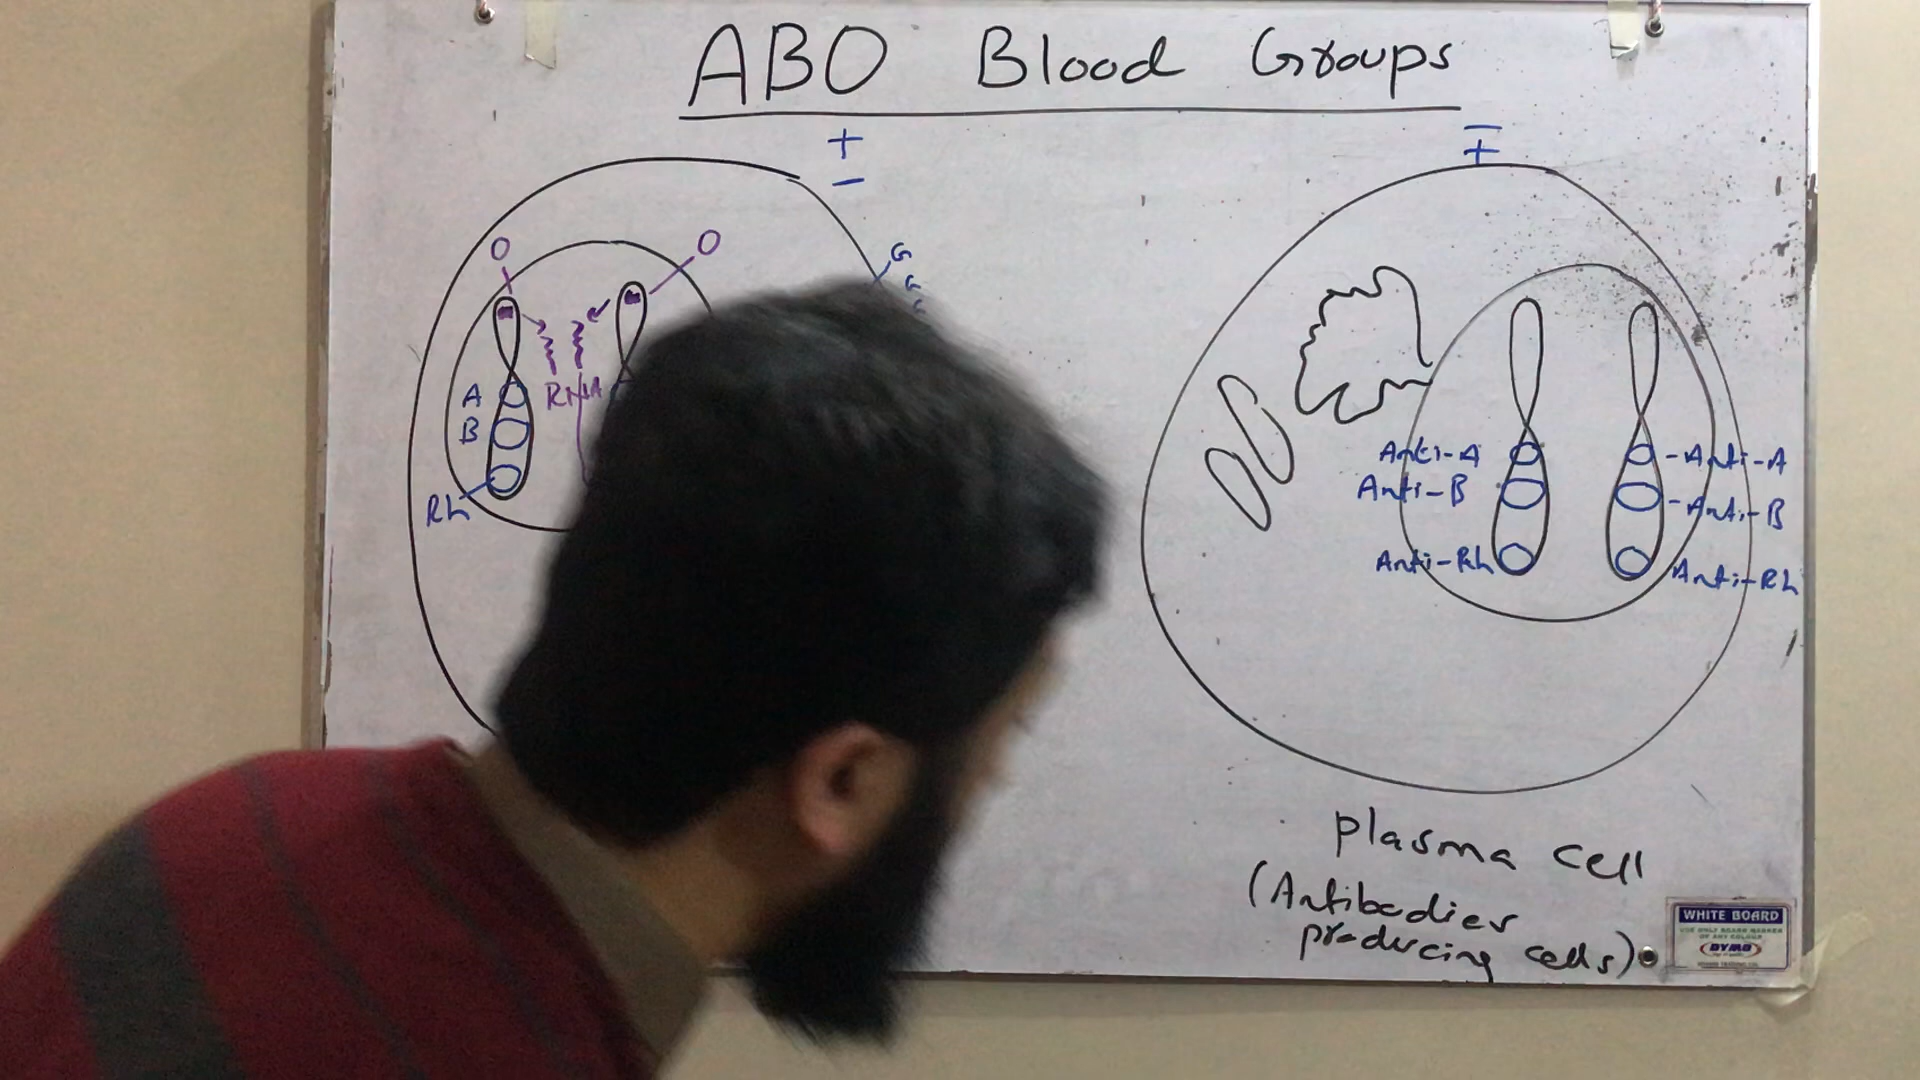 ABO Blood Groups
+
−
−
+
O
O
G
G
RNA
A
B
Rh
Anti-A
-Anti-A
Anti-B
-Anti-B
Anti-Rh
Anti-Rh
plasma cell
(Antibodies
producing cells)
WHITE BOARD
DYMO